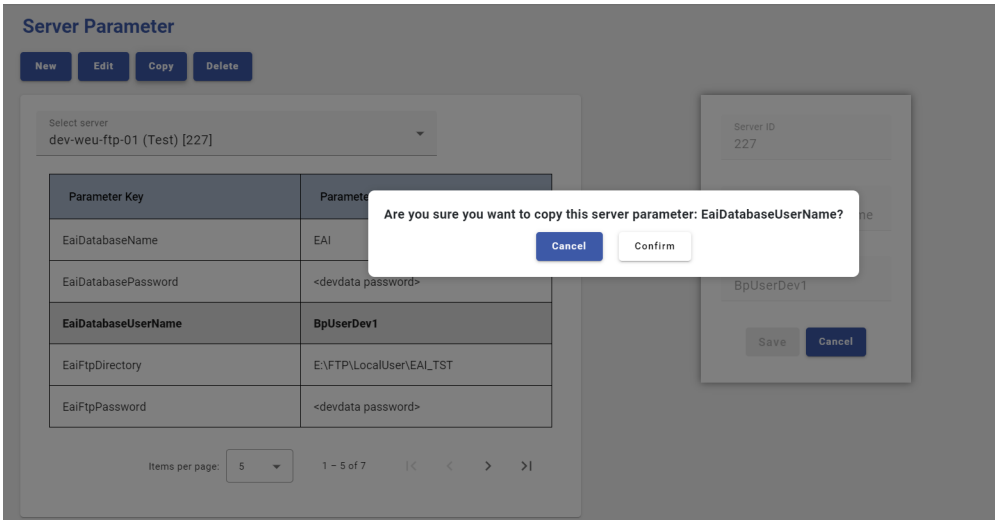 Server Parameter
New Edit Copy Delete
Select server
dev-weu-ftp-01 (Test) [227]
Server ID
227
Parameter Key Paramete
Are you sure you want to copy this server parameter: EaiDatabaseUserName?
ne
Cancel Confirm
EaiDatabaseName EAI
EaiDatabasePassword <devdata password>
BpUserDev1
EaiDatabaseUserName BpUserDev1
Save Cancel
EaiFtpDirectory E:\FTP\LocalUser\EAI_TST
EaiFtpPassword <devdata password>
Items per page: 5 1 – 5 of 7